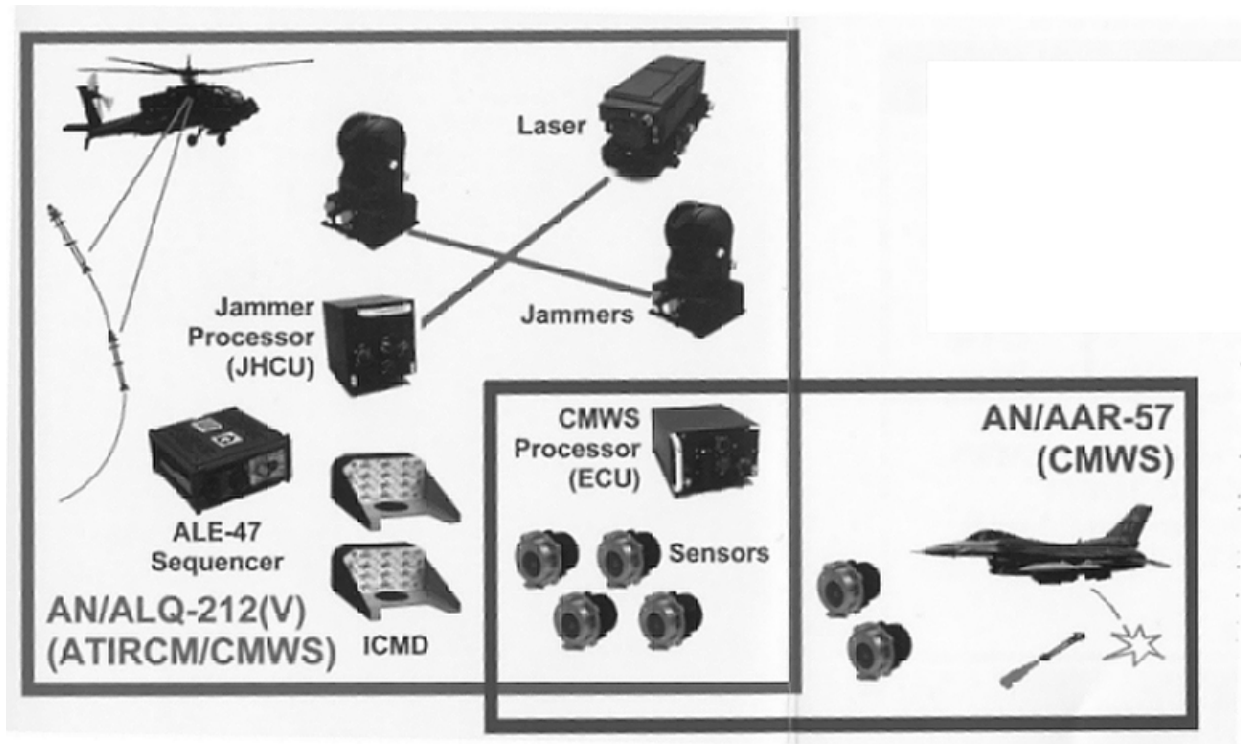 Laser
Jammer
Processor
(JHCU)
Jammers
CMWS
Processor
(ECU)
AN/AAR-57
(CMWS)
ALE-47
Sequencer
Sensors
AN/ALQ-212(V)
(ATIRCM/CMWS)
ICMD